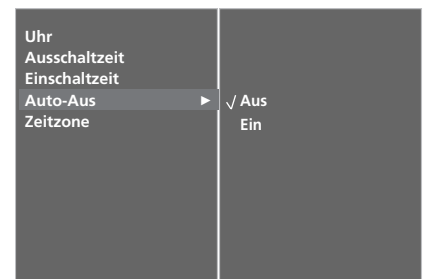 Uhr
Ausschaltzeit
Einschaltzeit
Auto-Aus ► √ Aus
Zeitzone Ein